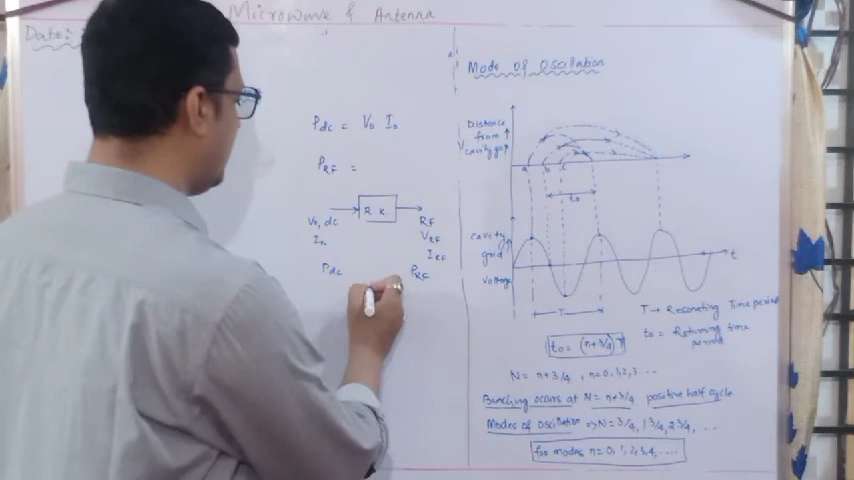 Microwave & Antenna
Date:
Pdc = V0 I0
PRF =
R K
V0, dc
RF
VRF
IRF
Pdc
PRF
Mode of Oscillation
Distance
from
cavity gap
a b c
t0
cavity
grid
voltage
t
T
T → Resonating Time period
t0 = Returning time
period
t0 = (n+3/4) T
N = n+3/4 , n=0,1,2,3...
Bunching occurs at N = n+3/4 positive half cycle
Modes of oscillation => N = 3/4, 1 3/4, 2 3/4, ..
for modes n = 0, 1, 2, 3, 4, ....